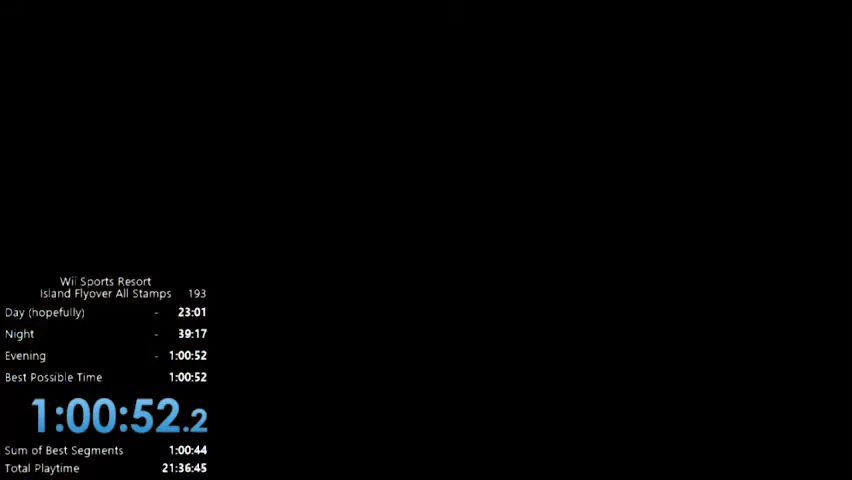 Wii Sports Resort
Island Flyover All Stamps 193
Day (hopefully) - 23:01
Night - 39:17
Evening - 1:00:52
Best Possible Time 1:00:52
1:00:52.2
Sum of Best Segments 1:00:44
Total Playtime 21:36:45